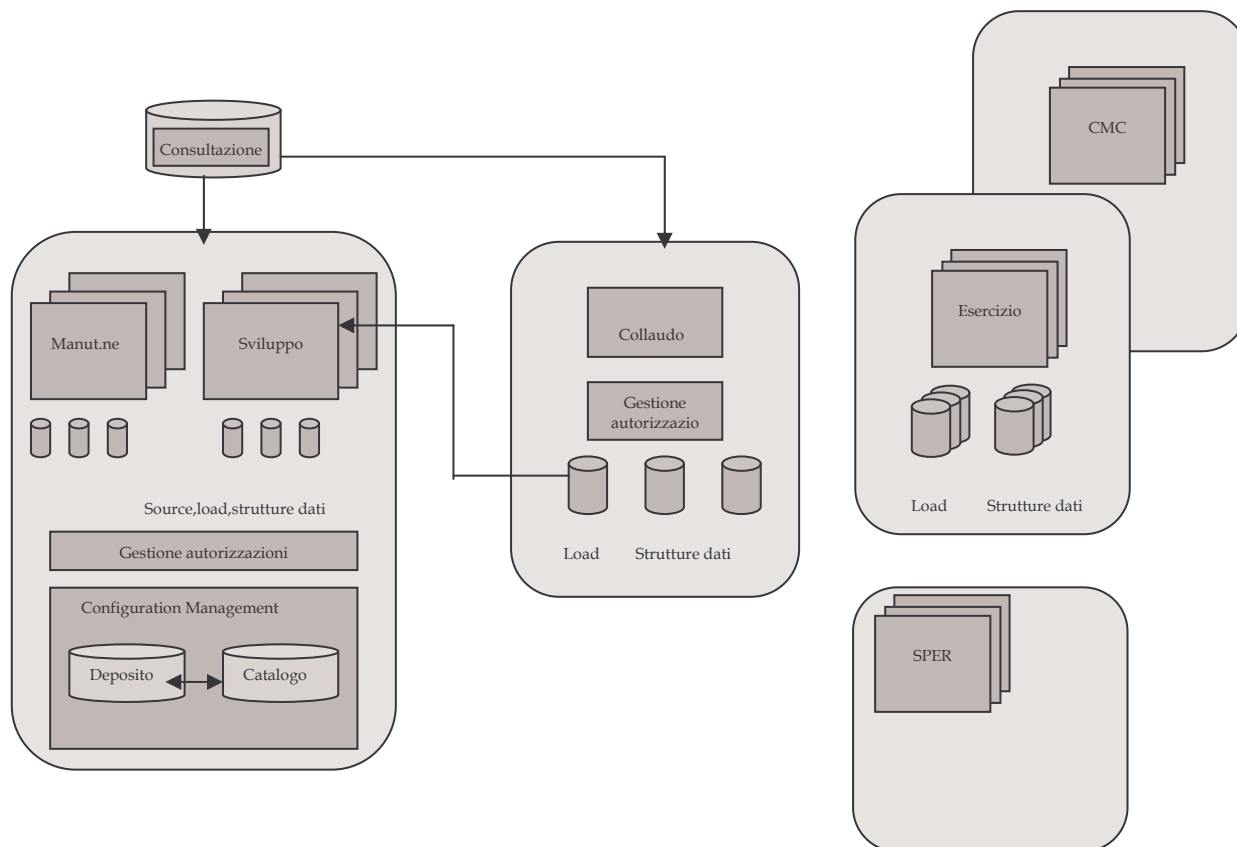 CMC
Consultazione
Manut.ne
Sviluppo
Collaudo
Gestione
autorizzazio
Esercizio
Source,load,strutture dati
Load
Strutture dati
Load
Strutture dati
Gestione autorizzazioni
Configuration Management
Deposito
Catalogo
SPER